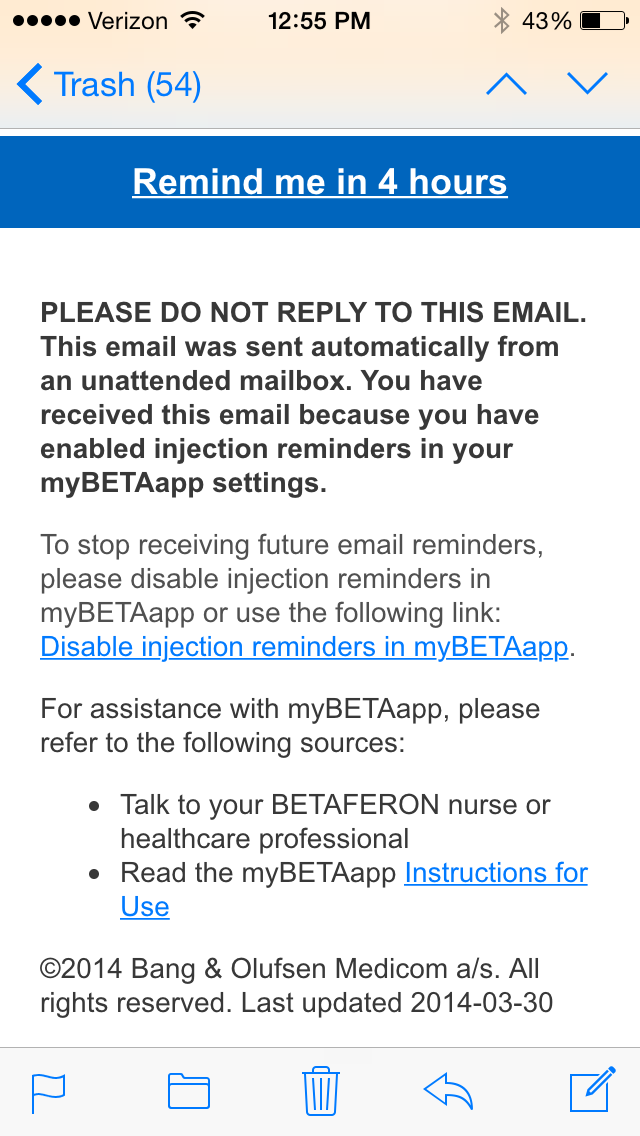 Verizon 12:55 PM 43%
Trash (54)
Remind me in 4 hours
PLEASE DO NOT REPLY TO THIS EMAIL.
This email was sent automatically from
an unattended mailbox. You have
received this email because you have
enabled injection reminders in your
myBETAapp settings.
To stop receiving future email reminders,
please disable injection reminders in
myBETAapp or use the following link:
Disable injection reminders in myBETAapp.
For assistance with myBETAapp, please
refer to the following sources:
• Talk to your BETAFERON nurse or
healthcare professional
• Read the myBETAapp Instructions for
Use
©2014 Bang & Olufsen Medicom a/s. All
rights reserved. Last updated 2014-03-30